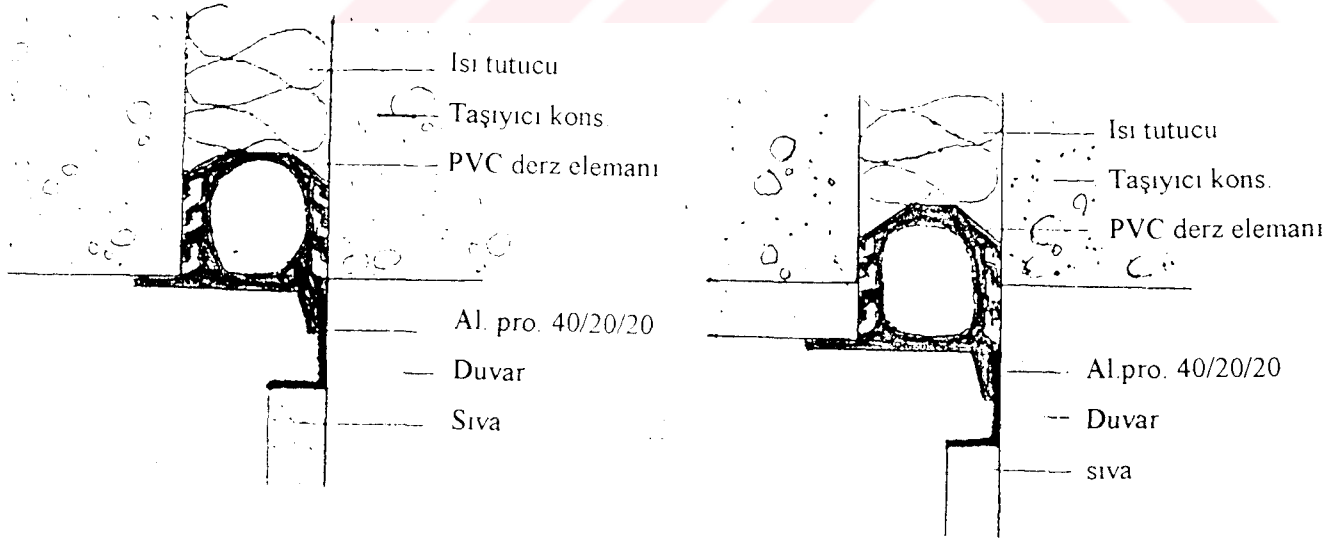 Isı tutucu
Taşıyıcı kons.
PVC derz elemanı
Al. pro. 40/20/20
Duvar
Sıva
Isı tutucu
Taşıyıcı kons.
PVC derz elemanı
Al.pro. 40/20/20
Duvar
sıva